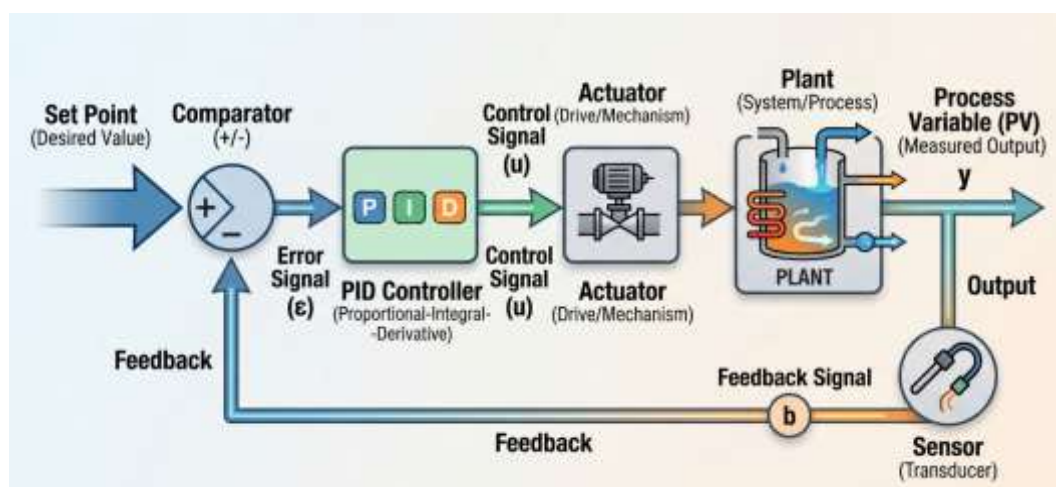 Set Point
(Desired Value)
Comparator
(+/-)
+
−
Error
Signal
(ε)
P I D
PID Controller
(Proportional-Integral-
-Derivative)
Control
Signal
(u)
Control
Signal
(u)
Actuator
(Drive/Mechanism)
Actuator
(Drive/Mechanism)
Plant
(System/Process)
PLANT
Process
Variable (PV)
(Measured Output)
y
Output
Sensor
(Transducer)
Feedback Signal
b
Feedback
Feedback